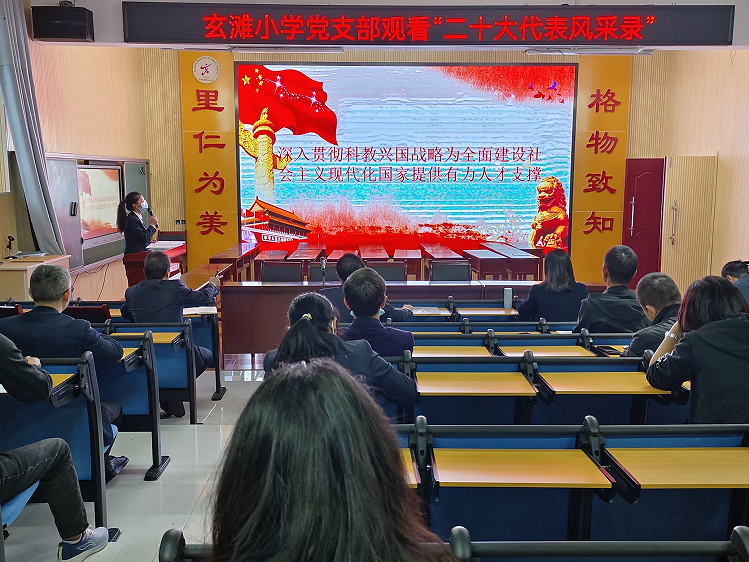 玄滩小学党支部观看“二十大代表风采录”
里仁为美
深入贯彻科教兴国战略为全面建设社
会主义现代化国家提供有力人才支撑
格物致知